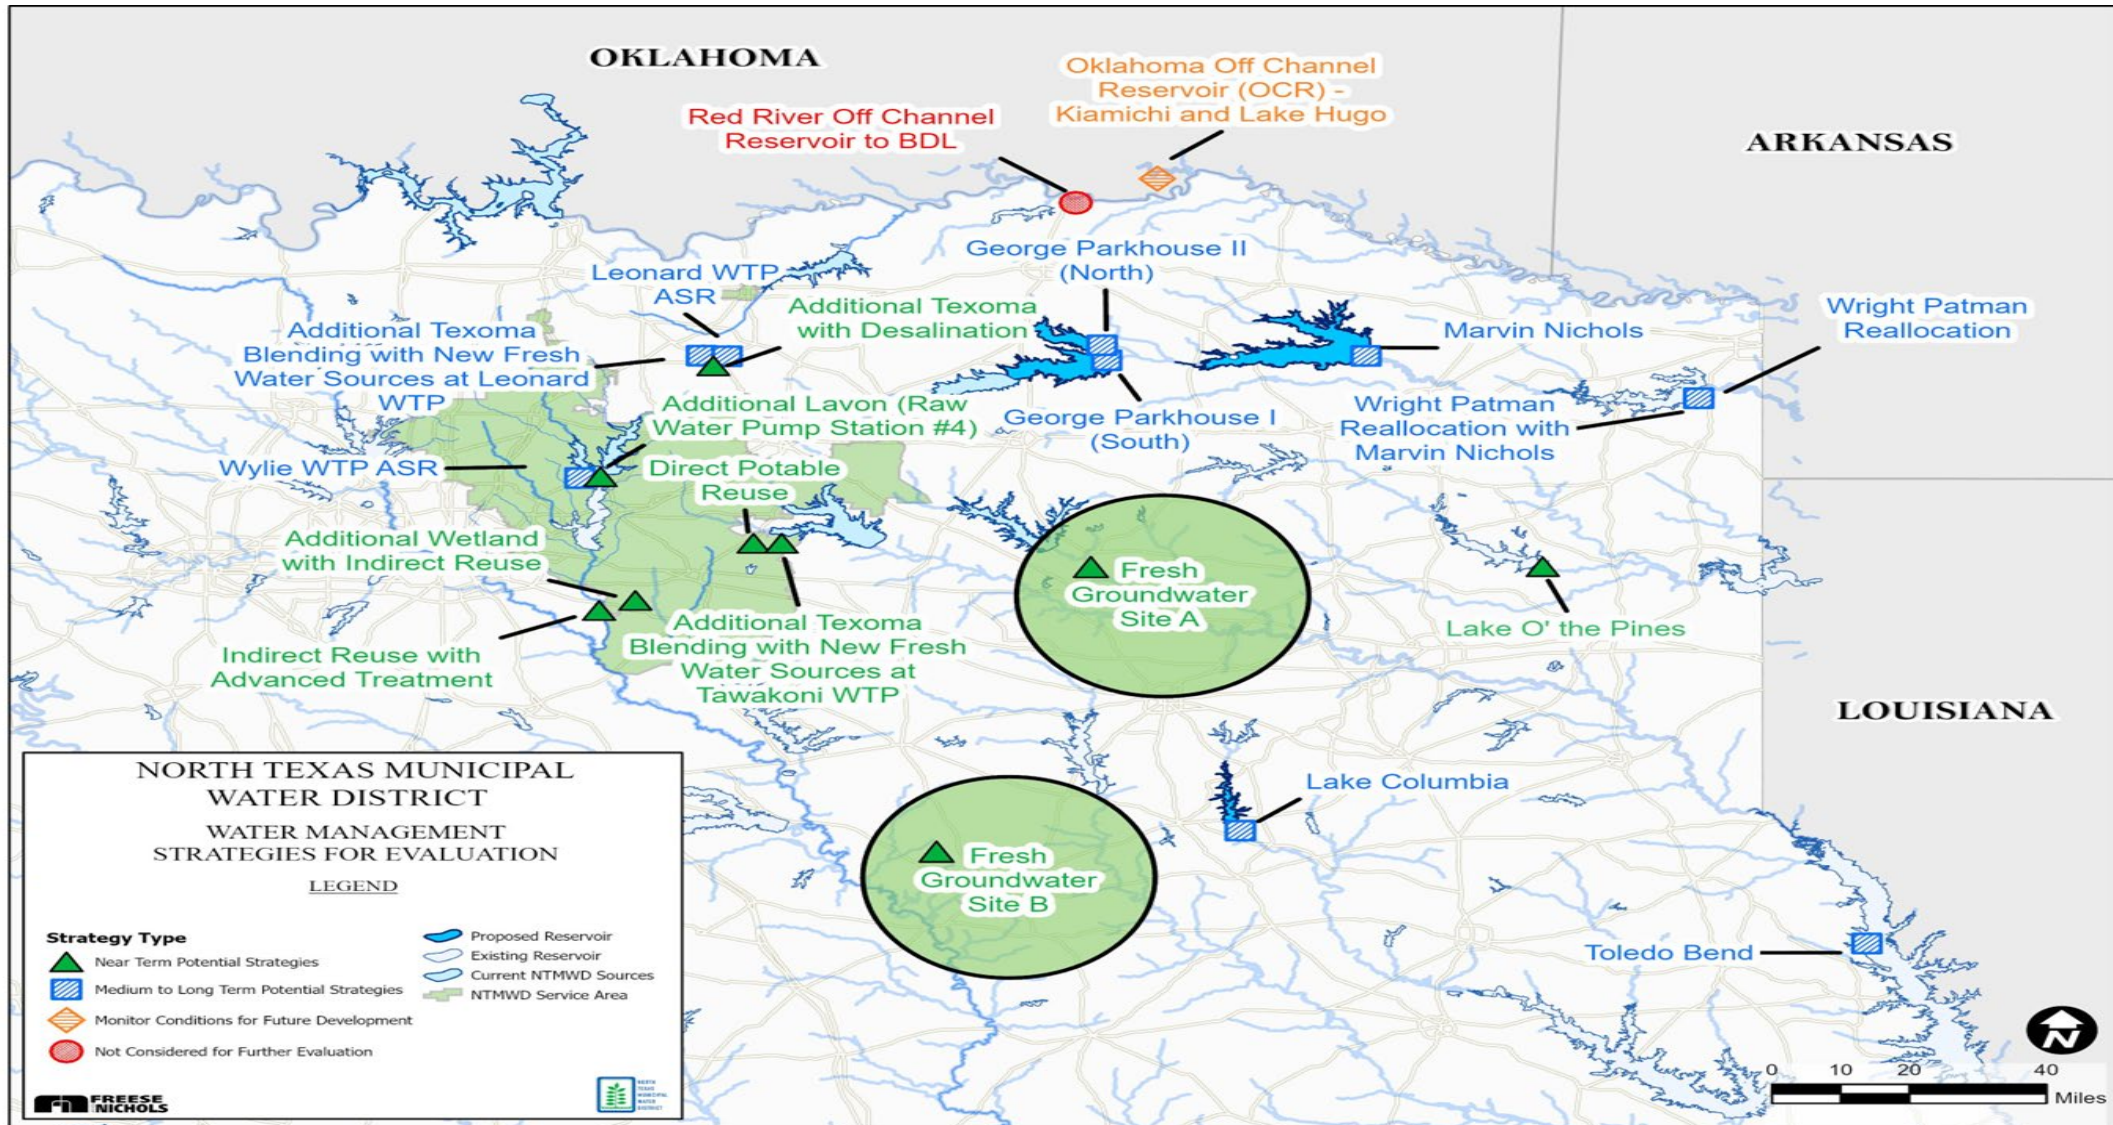 OKLAHOMA
Oklahoma Off Channel
Reservoir (OCR) -
Kiamichi and Lake Hugo
Red River Off Channel
Reservoir to BDL
ARKANSAS
George Parkhouse II
(North)
Leonard WTP
ASR
Additional Texoma
with Desalination
Wright Patman
Reallocation
Additional Texoma
Blending with New Fresh
Water Sources at Leonard
WTP
Marvin Nichols
Additional Lavon (Raw
Water Pump Station #4)
George Parkhouse I
(South)
Wright Patman
Reallocation with
Marvin Nichols
Wylie WTP ASR
Direct Potable
Reuse
Additional Wetland
with Indirect Reuse
Fresh
Groundwater
Site A
Lake O' the Pines
Indirect Reuse with
Advanced Treatment
Additional Texoma
Blending with New Fresh
Water Sources at
Tawakoni WTP
LOUISIANA
Lake Columbia
Fresh
Groundwater
Site B
Toledo Bend
NORTH TEXAS MUNICIPAL
WATER DISTRICT
WATER MANAGEMENT
STRATEGIES FOR EVALUATION
LEGEND
Strategy Type
Near Term Potential Strategies
Medium to Long Term Potential Strategies
Monitor Conditions for Future Development
Not Considered for Further Evaluation
Proposed Reservoir
Existing Reservoir
Current NTMWD Sources
NTMWD Service Area
FREESE
NICHOLS
NORTH
TEXAS
MUNICIPAL
WATER
DISTRICT
N
0 10 20 40
Miles